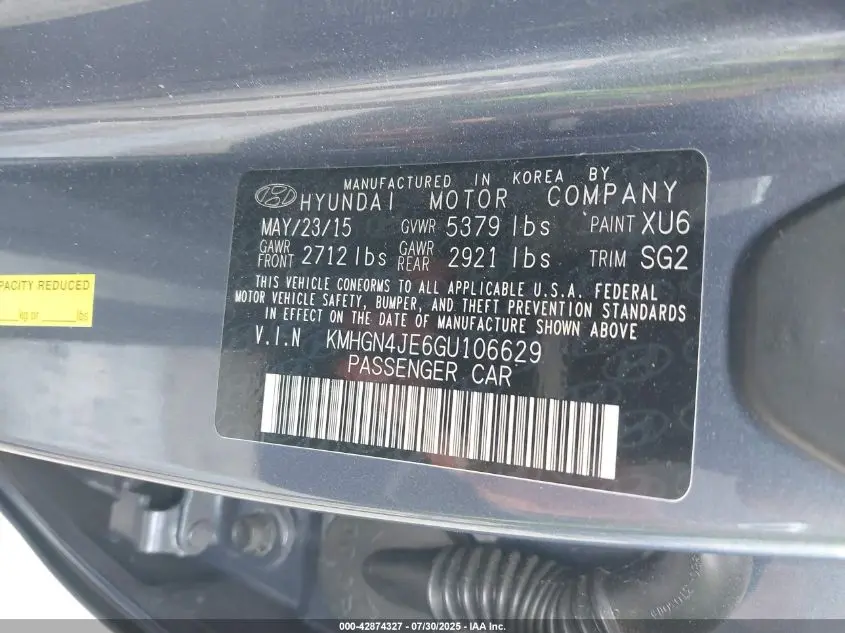 MANUFACTURED IN KOREA BY
HYUNDAI MOTOR COMPANY
MAY/23/15 GVWR 5379 lbs PAINT XU6
GAWR FRONT 2712 lbs GAWR REAR 2921 lbs TRIM SG2
THIS VEHICLE CONFORMS TO ALL APPLICABLE U.S.A. FEDERAL
MOTOR VEHICLE SAFETY, BUMPER, AND THEFT PREVENTION STANDARDS
IN EFFECT ON THE DATE OF MANUFACTURE SHOWN ABOVE
V.I.N KMHGN4JE6GU106629
PASSENGER CAR
PACITY REDUCED
kg or lbs
000-42874327 - 07/30/2025 - IAA Inc.